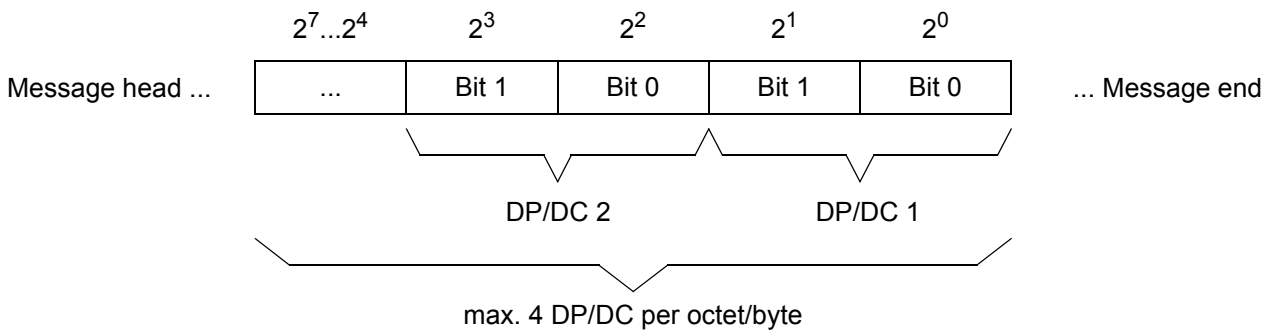 2⁷...2⁴ 2³ 2² 2¹ 2⁰
Message head ... ... Bit 1 Bit 0 Bit 1 Bit 0 ... Message end
DP/DC 2 DP/DC 1
max. 4 DP/DC per octet/byte